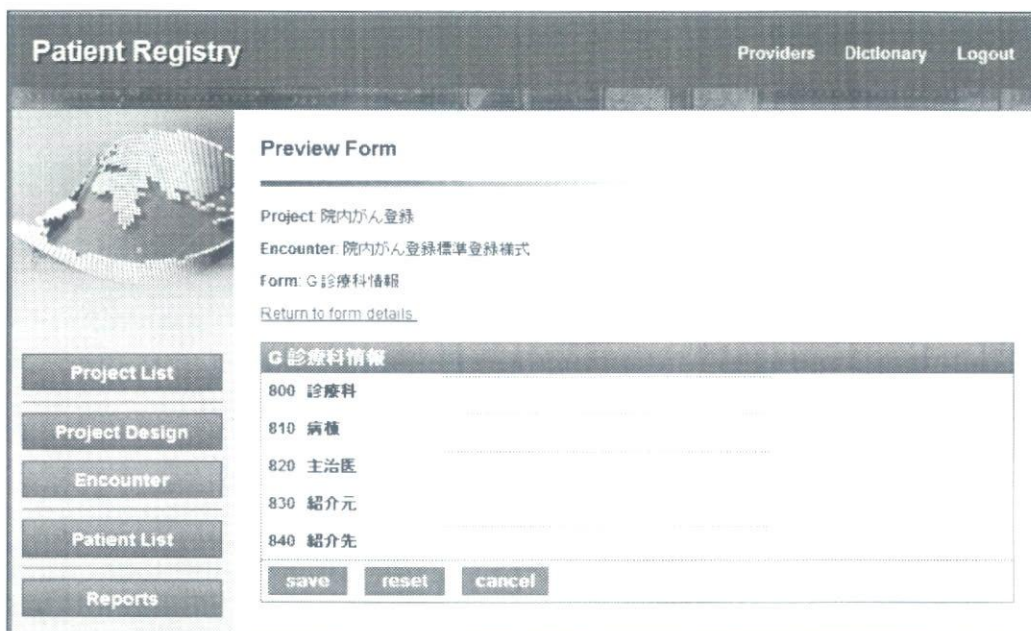 Patient Registry
Providers Dictionary Logout
Preview Form
Project: 院内がん登録
Encounter: 院内がん登録標準登録様式
Form: G 診療科情報
Return to form details
G 診療科情報
800 診療科
810 病種
820 主治医
830 紹介元
840 紹介先
save reset cancel
Project List
Project Design
Encounter
Patient List
Reports